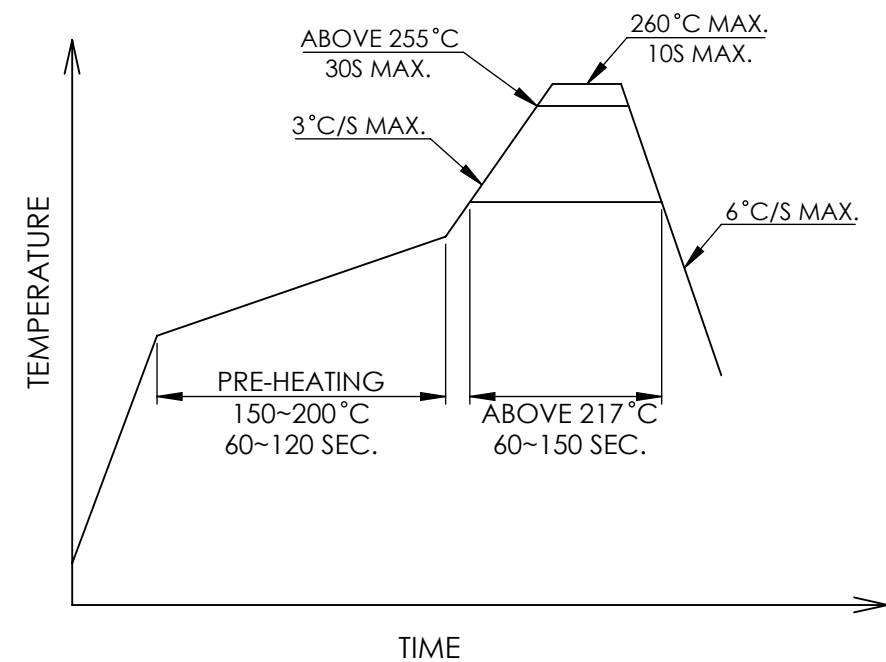 ABOVE 255°C
30S MAX.
260°C MAX.
10S MAX.
3°C/S MAX.
6°C/S MAX.
TEMPERATURE
PRE-HEATING
150~200°C
60~120 SEC.
ABOVE 217°C
60~150 SEC.
TIME